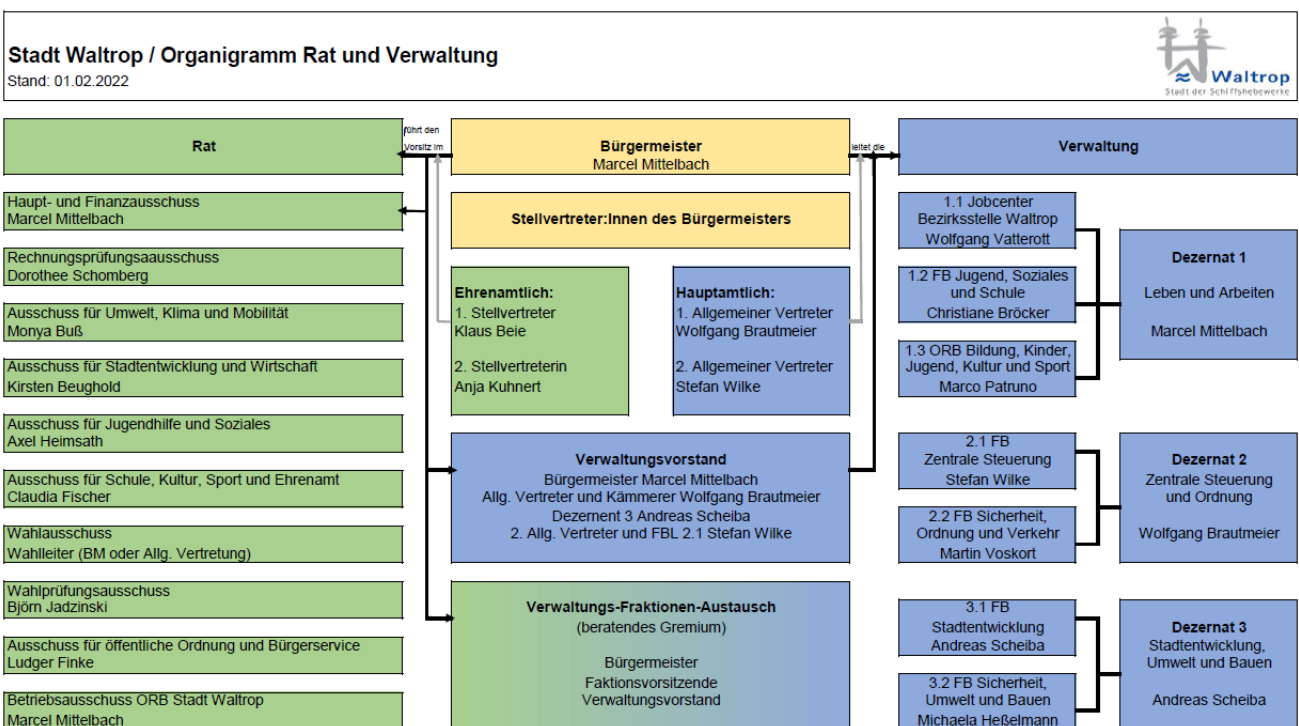 Stadt Waltrop / Organigramm Rat und Verwaltung
Stand: 01.02.2022
Waltrop
Stadt der Schiffshebewerke
Rat
führt den
Vorsitz im
Bürgermeister
Marcel Mittelbach
leitet die
Verwaltung
Haupt- und Finanzausschuss
Marcel Mittelbach
Rechnungsprüfungsaausschuss
Dorothee Schomberg
Ausschuss für Umwelt, Klima und Mobilität
Monya Buß
Ausschuss für Stadtentwicklung und Wirtschaft
Kirsten Beughold
Ausschuss für Jugendhilfe und Soziales
Axel Heimsath
Ausschuss für Schule, Kultur, Sport und Ehrenamt
Claudia Fischer
Wahlausschuss
Wahlleiter (BM oder Allg. Vertretung)
Wahlprüfungsausschuss
Björn Jadzinski
Ausschuss für öffentliche Ordnung und Bürgerservice
Ludger Finke
Betriebsausschuss ORB Stadt Waltrop
Marcel Mittelbach
Stellvertreter:Innen des Bürgermeisters
Ehrenamtlich:
1. Stellvertreter
Klaus Beie
2. Stellvertreterin
Anja Kuhnert
Hauptamtlich:
1. Allgemeiner Vertreter
Wolfgang Brautmeier
2. Allgemeiner Vertreter
Stefan Wilke
Verwaltungsvorstand
Bürgermeister Marcel Mittelbach
Allg. Vertreter und Kämmerer Wolfgang Brautmeier
Dezernent 3 Andreas Scheiba
2. Allg. Vertreter und FBL 2.1 Stefan Wilke
Verwaltungs-Fraktionen-Austausch
(beratendes Gremium)
Bürgermeister
Faktionsvorsitzende
Verwaltungsvorstand
1.1 Jobcenter
Bezirksstelle Waltrop
Wolfgang Vatterott
1.2 FB Jugend, Soziales
und Schule
Christiane Bröcker
1.3 ORB Bildung, Kinder,
Jugend, Kultur und Sport
Marco Patruno
Dezernat 1
Leben und Arbeiten
Marcel Mittelbach
2.1 FB
Zentrale Steuerung
Stefan Wilke
2.2 FB Sicherheit,
Ordnung und Verkehr
Martin Voskort
Dezernat 2
Zentrale Steuerung
und Ordnung
Wolfgang Brautmeier
3.1 FB
Stadtentwicklung
Andreas Scheiba
3.2 FB Sicherheit,
Umwelt und Bauen
Michaela Heßelmann
Dezernat 3
Stadtentwicklung,
Umwelt und Bauen
Andreas Scheiba